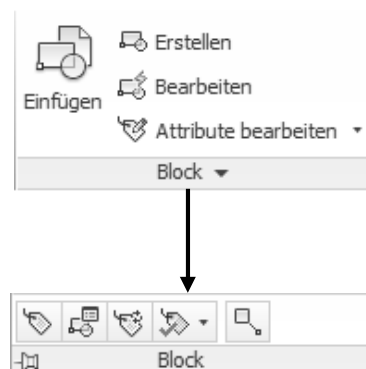 Einfügen
Erstellen
Bearbeiten
Attribute bearbeiten
Block
Block